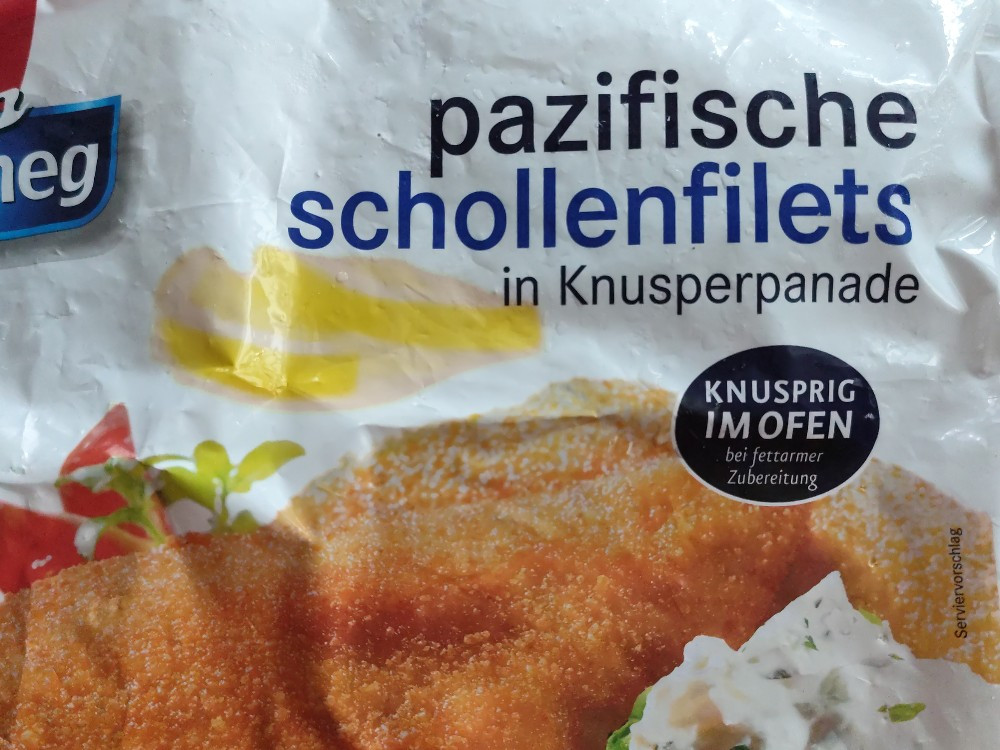 pazifische
schollenfilets
in Knusperpanade
KNUSPRIG
IM OFEN
bei fettarmer
Zubereitung
Serviervorschlag